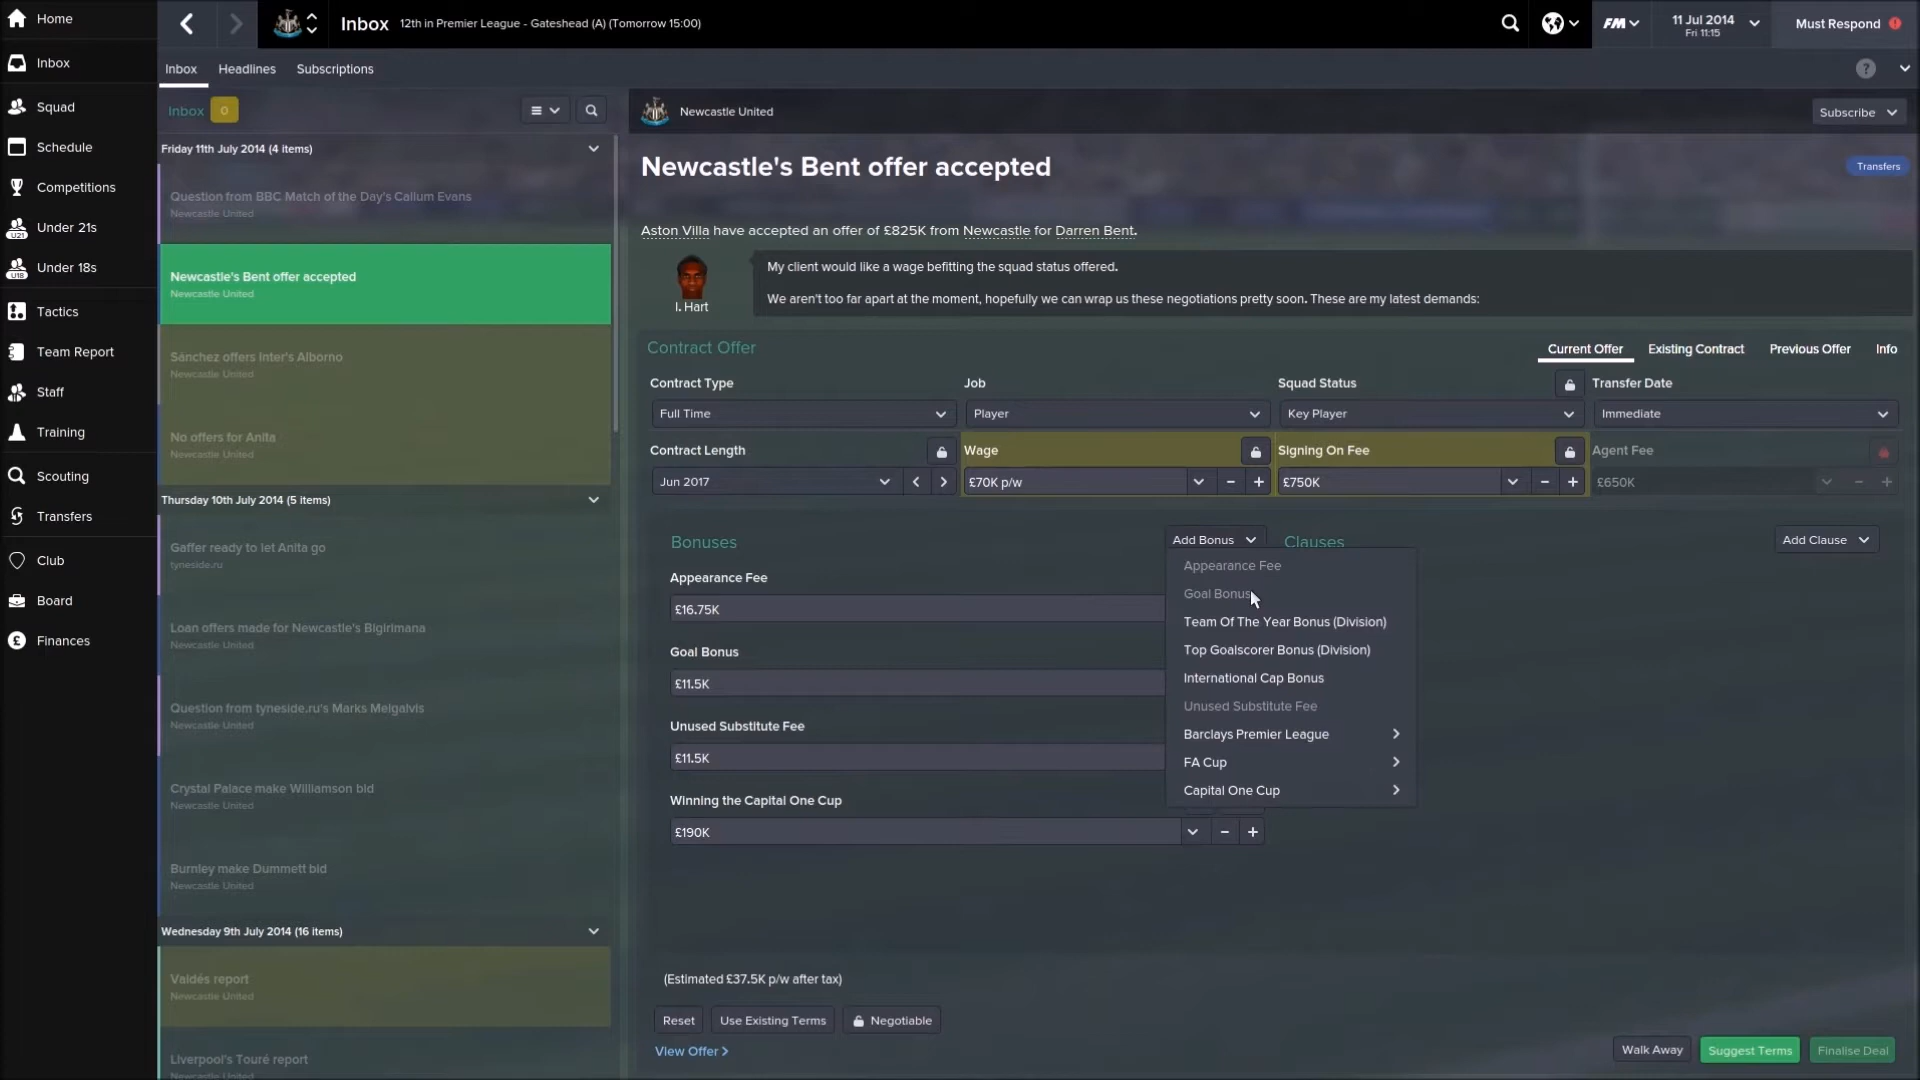 Home
Inbox
Squad
Schedule
Competitions
U21
Under 21s
U18
Under 18s
Tactics
Team Report
Staff
Training
Scouting
Transfers
Club
Board
Finances
Inbox 12th in Premier League - Gateshead (A) (Tomorrow 15:00)
FM
11 Jul 2014
Fri 11:15
Must Respond
Inbox Headlines Subscriptions
Inbox 0
Friday 11th July 2014 (4 items)
Question from BBC Match of the Day's Callum Evans
Newcastle United
Newcastle's Bent offer accepted
Newcastle United
Sánchez offers Inter's Alborno
Newcastle United
No offers for Anita
Newcastle United
Thursday 10th July 2014 (5 items)
Gaffer ready to let Anita go
tyneside.ru
Loan offers made for Newcastle's Bigirimana
Newcastle United
Question from tyneside.ru's Marks Melgalvis
Newcastle United
Crystal Palace make Williamson bid
Newcastle United
Burnley make Dummett bid
Newcastle United
Wednesday 9th July 2014 (16 items)
Valdés report
Newcastle United
Liverpool's Touré report
Newcastle United
Newcastle United
Subscribe
Newcastle's Bent offer accepted
Transfers
Aston Villa have accepted an offer of £825K from Newcastle for Darren Bent.
I. Hart
My client would like a wage befitting the squad status offered.
We aren't too far apart at the moment, hopefully we can wrap us these negotiations pretty soon. These are my latest demands:
Contract Offer
Current Offer Existing Contract Previous Offer Info
Contract Type Job Squad Status Transfer Date
Full Time Player Key Player Immediate
Contract Length Wage Signing On Fee Agent Fee
Jun 2017 £70K p/w - + £750K - + £650K - +
Bonuses
Add Bonus
Clauses
Add Clause
Appearance Fee
£16.75K
Goal Bonus
£11.5K
Unused Substitute Fee
£11.5K
Winning the Capital One Cup
£190K - +
Appearance Fee
Goal Bonus
Team Of The Year Bonus (Division)
Top Goalscorer Bonus (Division)
International Cap Bonus
Unused Substitute Fee
Barclays Premier League
FA Cup
Capital One Cup
(Estimated £37.5K p/w after tax)
Reset Use Existing Terms Negotiable
View Offer >
Walk Away Suggest Terms Finalise Deal